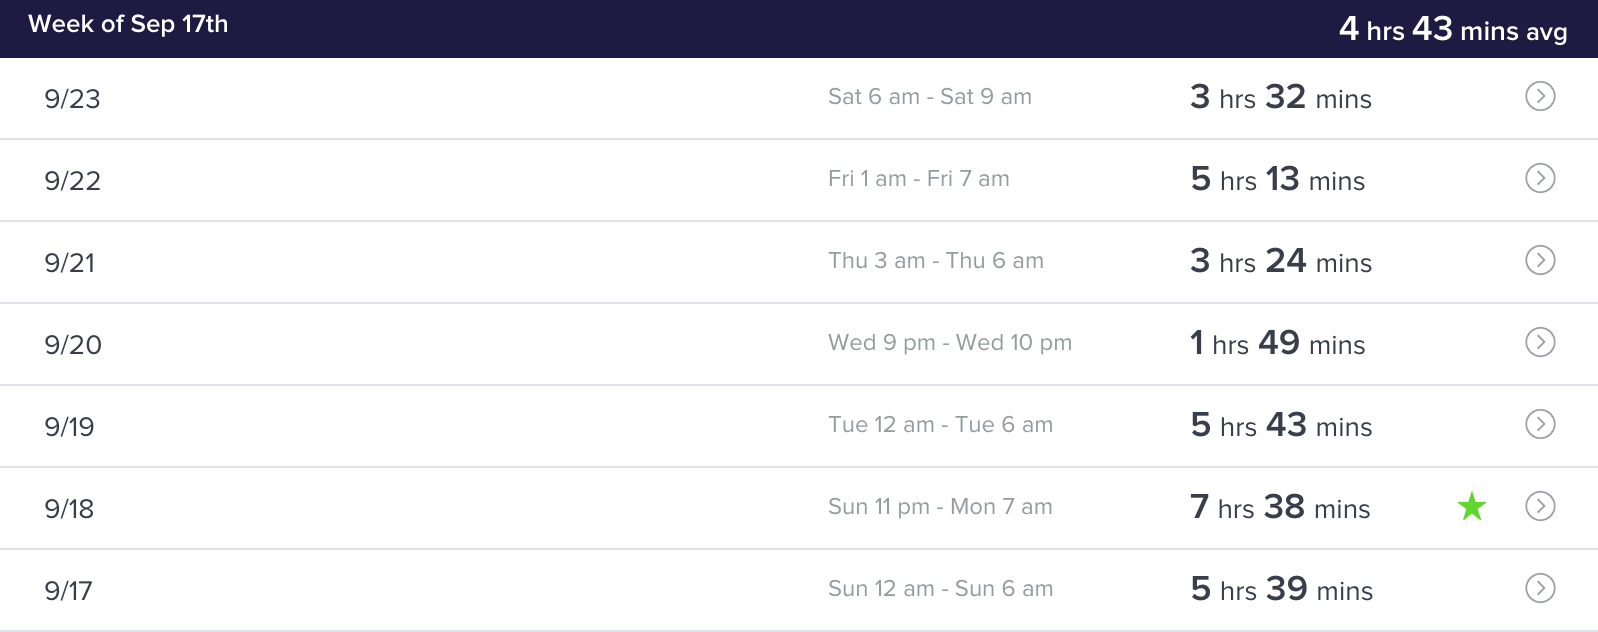 Week of Sep 17th 4 hrs 43 mins avg
9/23 Sat 6 am - Sat 9 am 3 hrs 32 mins
9/22 Fri 1 am - Fri 7 am 5 hrs 13 mins
9/21 Thu 3 am - Thu 6 am 3 hrs 24 mins
9/20 Wed 9 pm - Wed 10 pm 1 hrs 49 mins
9/19 Tue 12 am - Tue 6 am 5 hrs 43 mins
9/18 Sun 11 pm - Mon 7 am 7 hrs 38 mins
9/17 Sun 12 am - Sun 6 am 5 hrs 39 mins